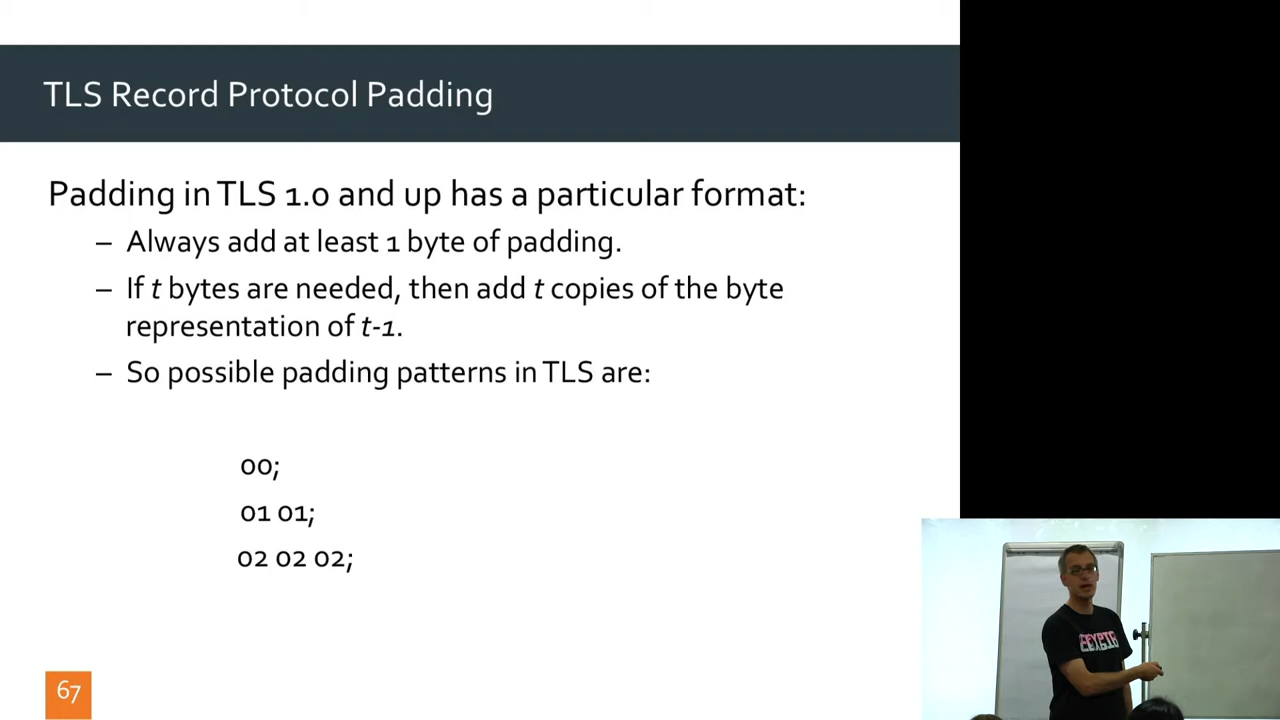 TLS Record Protocol Padding
Padding in TLS 1.0 and up has a particular format:
– Always add at least 1 byte of padding.
– If t bytes are needed, then add t copies of the byte
representation of t-1.
– So possible padding patterns in TLS are:
00;
01 01;
02 02 02;
67